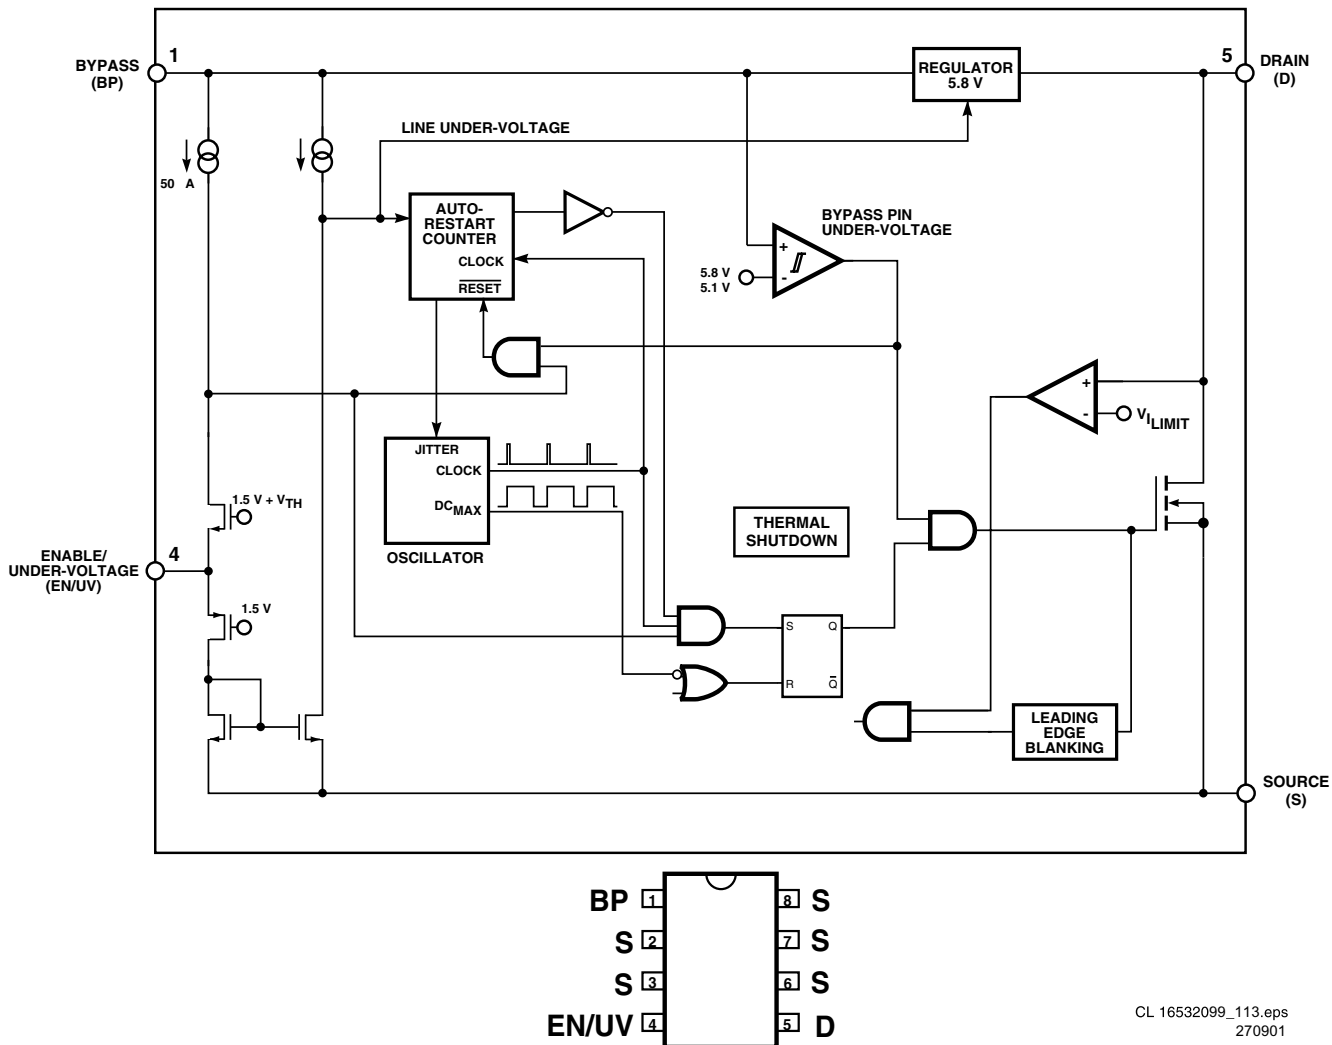 1
BYPASS
(BP)
REGULATOR
5.8 V
5
DRAIN
(D)
LINE UNDER-VOLTAGE
50 A
AUTO-
RESTART
COUNTER
CLOCK
RESET
BYPASS PIN
UNDER-VOLTAGE
+
-
5.8 V
5.1 V
+
-
VILIMIT
JITTER
CLOCK
DCMAX
OSCILLATOR
1.5 V + VTH
THERMAL
SHUTDOWN
4
ENABLE/
UNDER-VOLTAGE
(EN/UV)
1.5 V
S Q
R Q
LEADING
EDGE
BLANKING
SOURCE
(S)
BP 1 8 S
S 2 7 S
S 3 6 S
EN/UV 4 5 D
CL 16532099_113.eps
270901